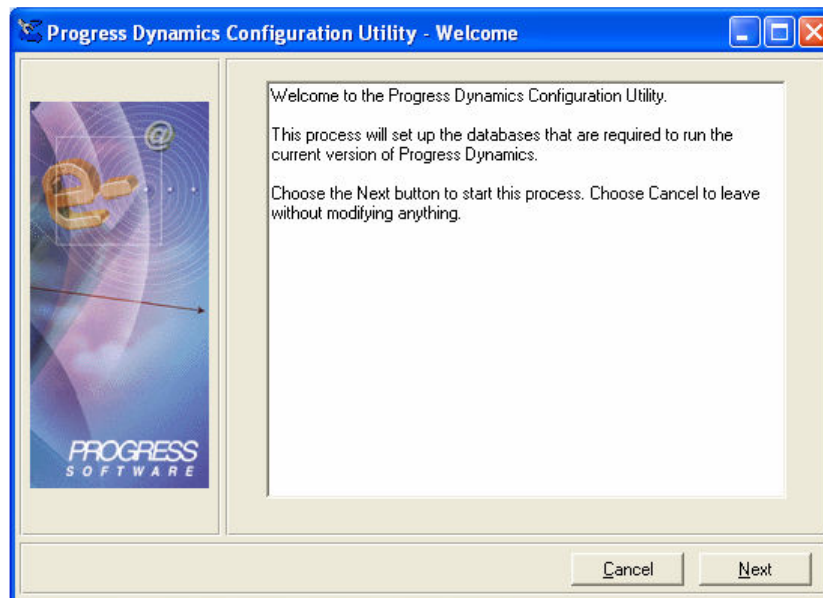 Progress Dynamics Configuration Utility - Welcome
Welcome to the Progress Dynamics Configuration Utility.
This process will set up the databases that are required to run the
current version of Progress Dynamics.
Choose the Next button to start this process. Choose Cancel to leave
without modifying anything.
@
e-
PROGRESS
SOFTWARE
Cancel
Next